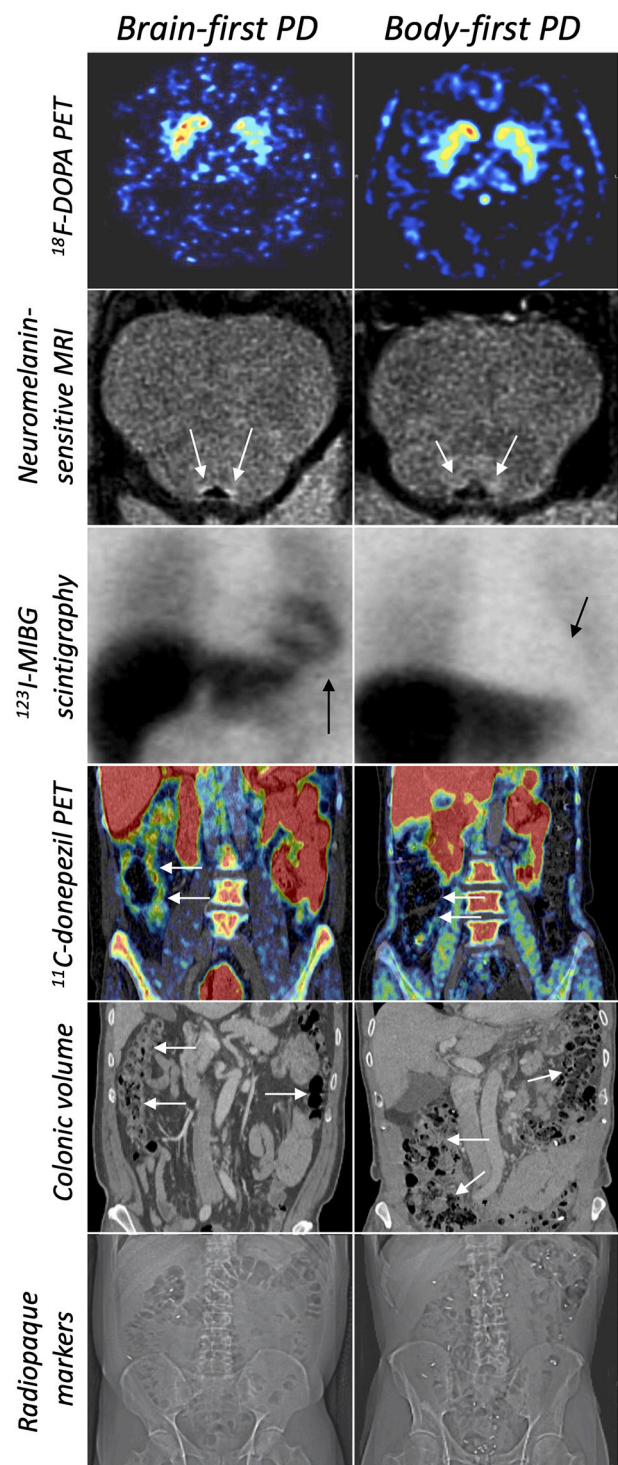 Brain-first PD
Body-first PD
¹⁸F-DOPA PET
Neuromelanin-
sensitive MRI
¹²³I-MIBG
scintigraphy
¹¹C-donepezil PET
Colonic volume
Radiopaque
markers